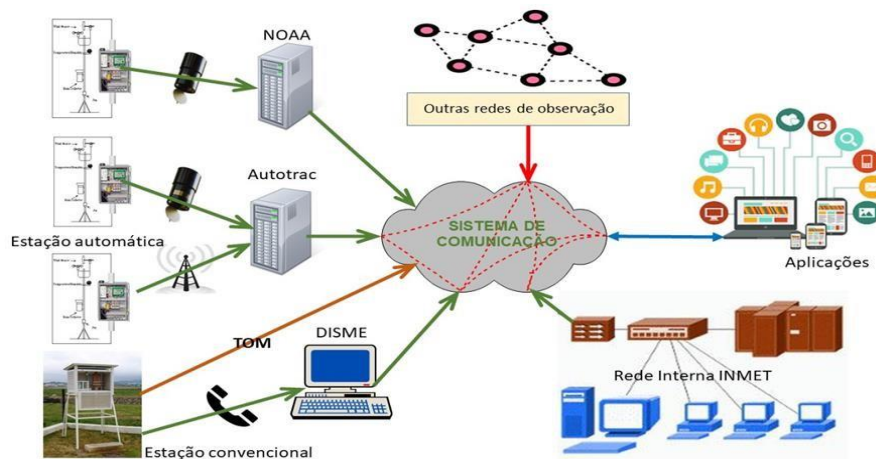 NOAA
Outras redes de observação
Autotrac
Estação automática
SISTEMA DE
COMUNICAÇÃO
Aplicações
TOM
DISME
Rede Interna INMET
Estação convencional